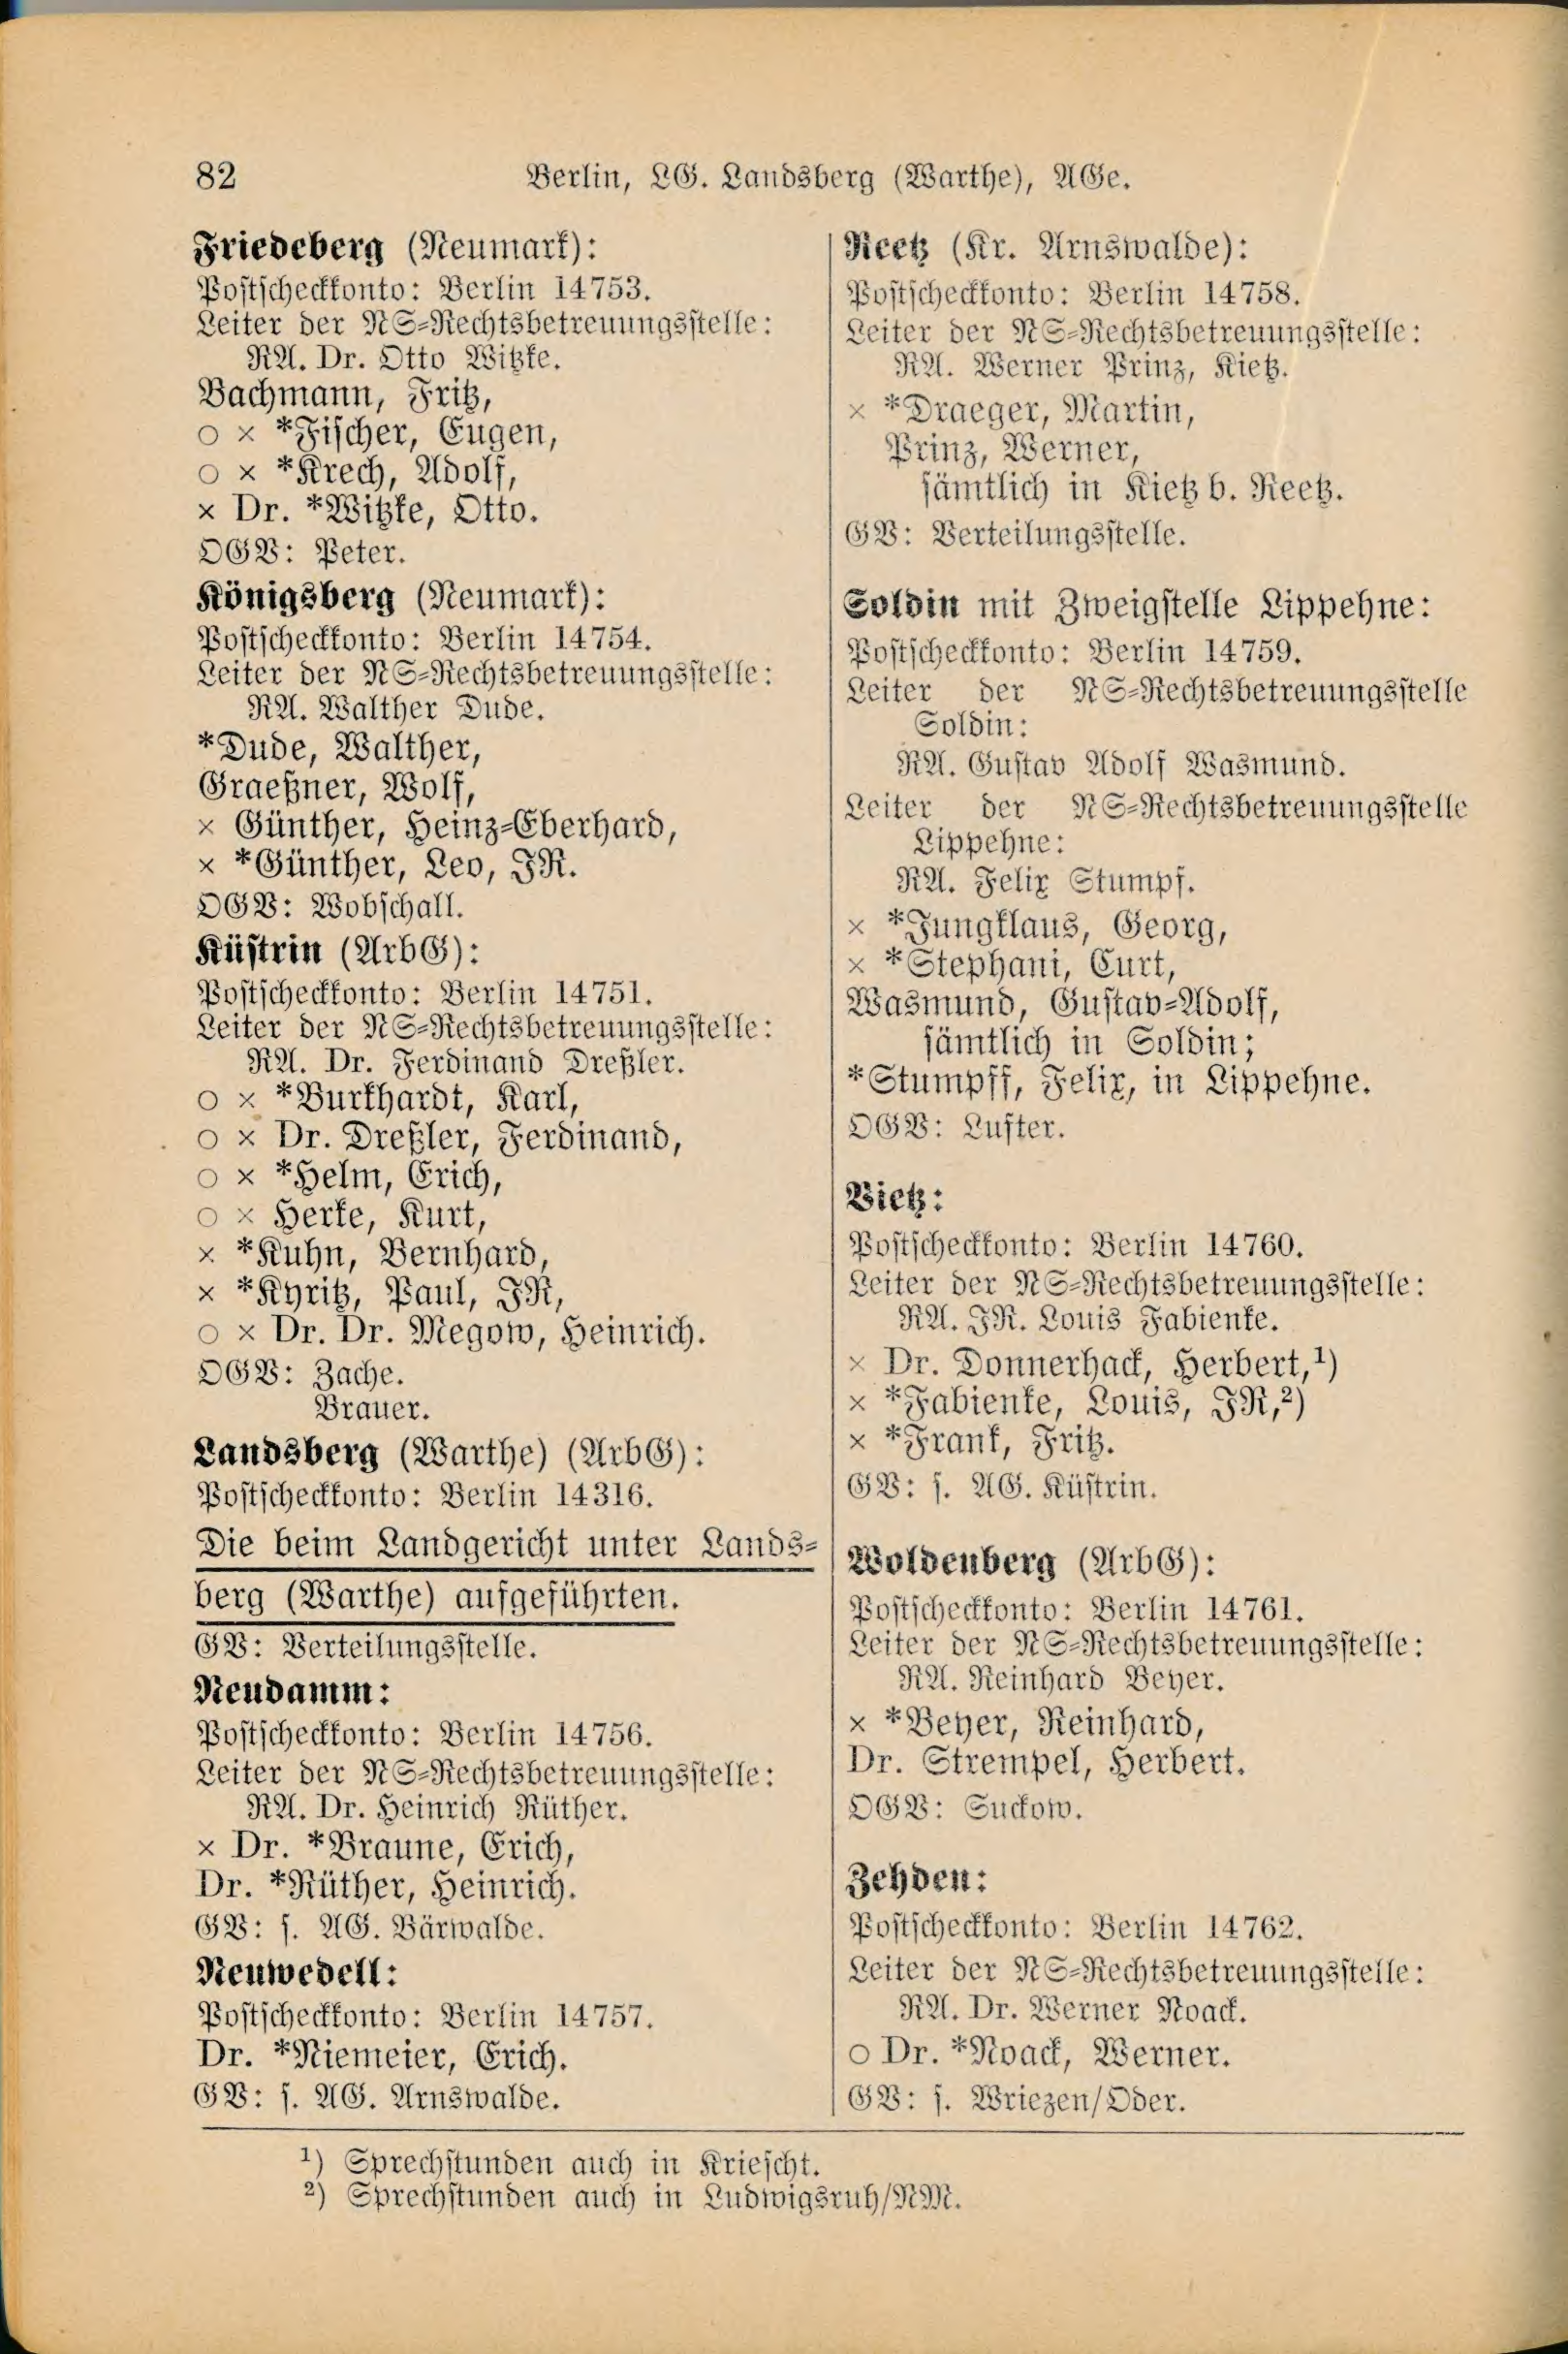 82
Berlin, LG. Landsberg (Warthe), AGe.
Friedeberg (Neumark):
Postscheckkonto: Berlin 14753.
Leiter der NS-Rechtsbetreuungsstelle:
RA. Dr. Otto Witzke.
Bachmann, Fritz,
○ × *Fischer, Eugen,
○ × *Krech, Adolf,
× Dr. *Witzke, Otto.
OGV: Peter.
Königsberg (Neumark):
Postscheckkonto: Berlin 14754.
Leiter der NS-Rechtsbetreuungsstelle:
RA. Walther Dude.
*Dude, Walther,
Graeßner, Wolf,
× Günther, Heinz-Eberhard,
× *Günther, Leo, JR.
OGV: Wobschall.
Küstrin (ArbG):
Postscheckkonto: Berlin 14751.
Leiter der NS-Rechtsbetreuungsstelle:
RA. Dr. Ferdinand Dreßler.
○ × *Burkhardt, Karl,
○ × Dr. Dreßler, Ferdinand,
○ × *Helm, Erich,
○ × Herke, Kurt,
× *Kuhn, Bernhard,
× *Kyritz, Paul, JR,
○ × Dr. Dr. Megow, Heinrich.
OGV: Zache.
Brauer.
Landsberg (Warthe) (ArbG):
Postscheckkonto: Berlin 14316.
Die beim Landgericht unter Lands-
berg (Warthe) aufgeführten.
GV: Verteilungsstelle.
Neudamm:
Postscheckkonto: Berlin 14756.
Leiter der NS-Rechtsbetreuungsstelle:
RA. Dr. Heinrich Rüther.
× Dr. *Braune, Erich,
Dr. *Rüther, Heinrich.
GV: s. AG. Bärwalde.
Neuwedell:
Postscheckkonto: Berlin 14757.
Dr. *Niemeier, Erich.
GV: s. AG. Arnswalde.
Reetz (Kr. Arnswalde):
Postscheckkonto: Berlin 14758.
Leiter der NS-Rechtsbetreuungsstelle:
RA. Werner Prinz, Kietz.
× *Draeger, Martin,
Prinz, Werner,
sämtlich in Kietz b. Reetz.
GV: Verteilungsstelle.
Soldin mit Zweigstelle Lippehne:
Postscheckkonto: Berlin 14759.
Leiter der NS-Rechtsbetreuungsstelle
Soldin:
RA. Gustav Adolf Wasmund.
Leiter der NS-Rechtsbetreuungsstelle
Lippehne:
RA. Felix Stumpf.
× *Jungklaus, Georg,
× *Stephani, Curt,
Wasmund, Gustav-Adolf,
sämtlich in Soldin;
*Stumpff, Felix, in Lippehne.
OGV: Lufter.
Vietz:
Postscheckkonto: Berlin 14760.
Leiter der NS-Rechtsbetreuungsstelle:
RA. JR. Louis Fabienke.
× Dr. Donnerhack, Herbert,¹)
× *Fabienke, Louis, JR,²)
× *Frank, Fritz.
GV: s. AG. Küstrin.
Woldenberg (ArbG):
Postscheckkonto: Berlin 14761.
Leiter der NS-Rechtsbetreuungsstelle:
RA. Reinhard Beyer.
× *Beyer, Reinhard,
Dr. Strempel, Herbert.
OGV: Suckow.
Zehden:
Postscheckkonto: Berlin 14762.
Leiter der NS-Rechtsbetreuungsstelle:
RA. Dr. Werner Noack.
○ Dr. *Noack, Werner.
GV: s. Wriezen/Oder.
¹) Sprechstunden auch in Kriescht.
²) Sprechstunden auch in Ludwigsruh/NM.